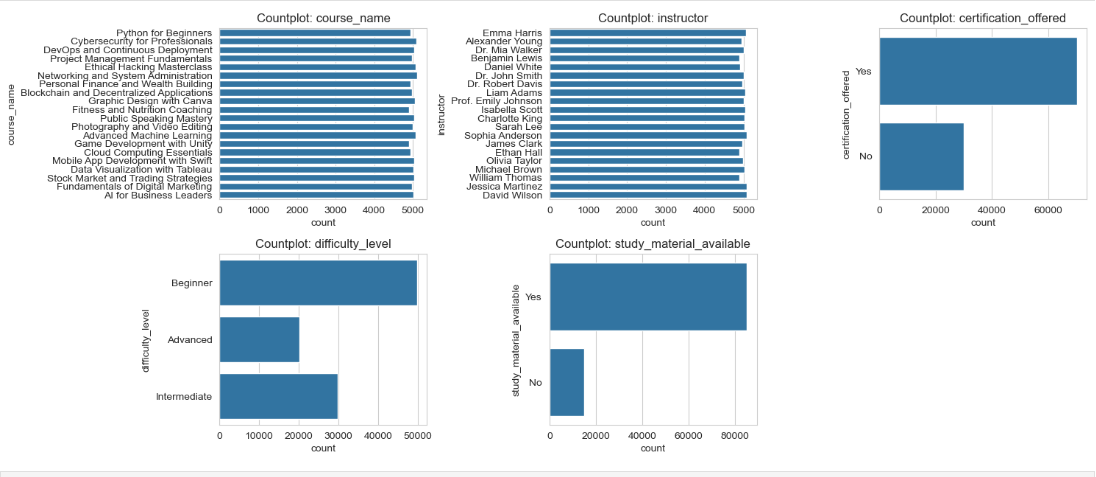 Countplot: course_name
course_name
Python for Beginners
Cybersecurity for Professionals
DevOps and Continuous Deployment
Project Management Fundamentals
Ethical Hacking Masterclass
Networking and System Administration
Personal Finance and Wealth Building
Blockchain and Decentralized Applications
Graphic Design with Canva
Fitness and Nutrition Coaching
Public Speaking Mastery
Photography and Video Editing
Advanced Machine Learning
Game Development with Unity
Cloud Computing Essentials
Mobile App Development with Swift
Data Visualization with Tableau
Stock Market and Trading Strategies
Fundamentals of Digital Marketing
AI for Business Leaders
0 1000 2000 3000 4000 5000
count
Countplot: instructor
instructor
Emma Harris
Alexander Young
Dr. Mia Walker
Benjamin Lewis
Daniel White
Dr. John Smith
Dr. Robert Davis
Liam Adams
Prof. Emily Johnson
Isabella Scott
Charlotte King
Sarah Lee
Sophia Anderson
James Clark
Ethan Hall
Olivia Taylor
Michael Brown
William Thomas
Jessica Martinez
David Wilson
0 1000 2000 3000 4000 5000
count
Countplot: certification_offered
certification_offered
Yes
No
0 20000 40000 60000
count
Countplot: difficulty_level
difficulty_level
Beginner
Advanced
Intermediate
0 10000 20000 30000 40000 50000
count
Countplot: study_material_available
study_material_available
Yes
No
0 20000 40000 60000 80000
count